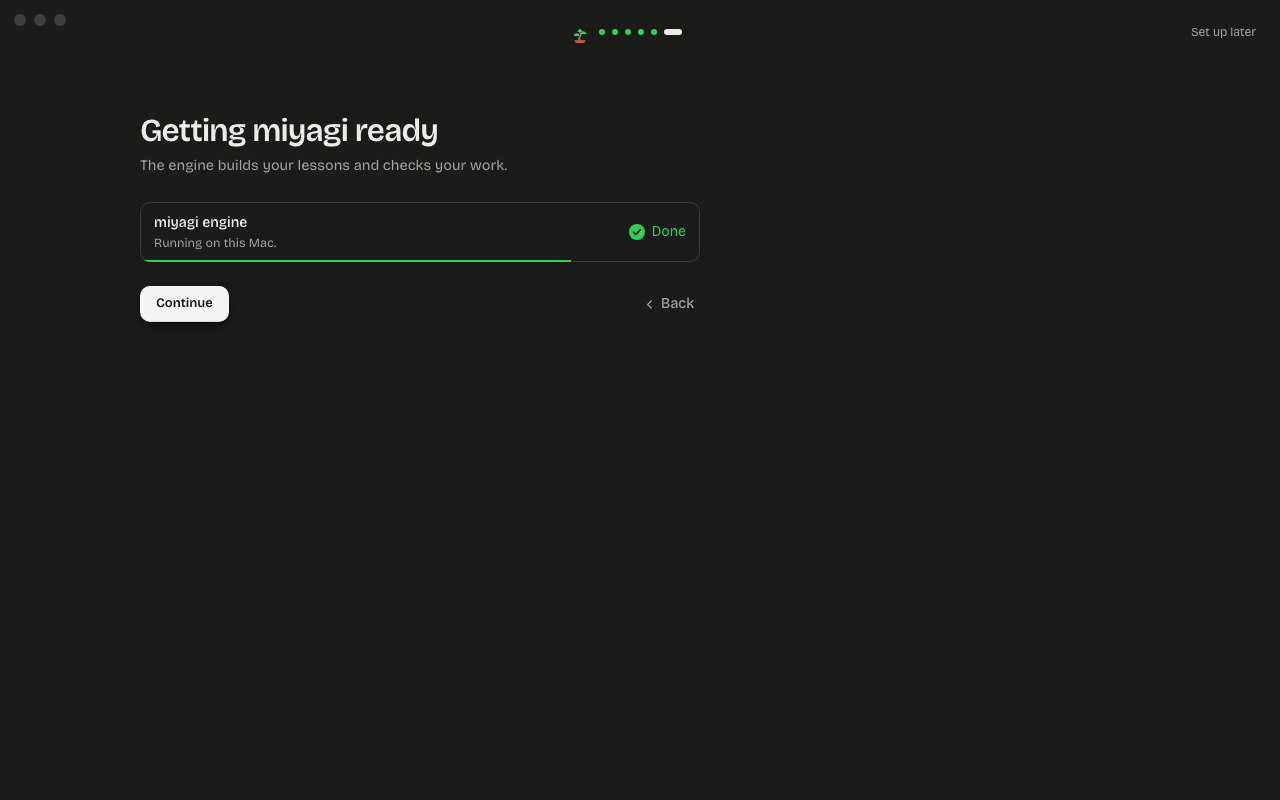 Set up later
Getting miyagi ready
The engine builds your lessons and checks your work.
miyagi engine
Running on this Mac.
Done
Continue
Back